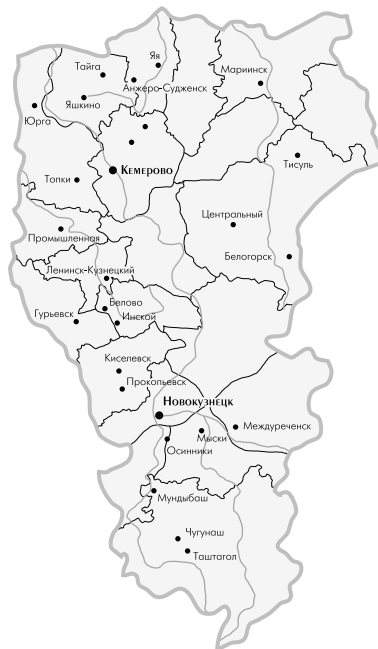 Яя
Тайга
Мариинск
Анжеро-Судженск
Яшкино
Юрга
Тисуль
Кемерово
Топки
Центральный
Промышленная
Белогорск
Ленинск-Кузнецкий
Белово
Гурьевск
Инской
Киселевск
Прокопьевск
Новокузнецк
Междуреченск
Мыски
Осинники
Мундыбаш
Чугунаш
Таштагол